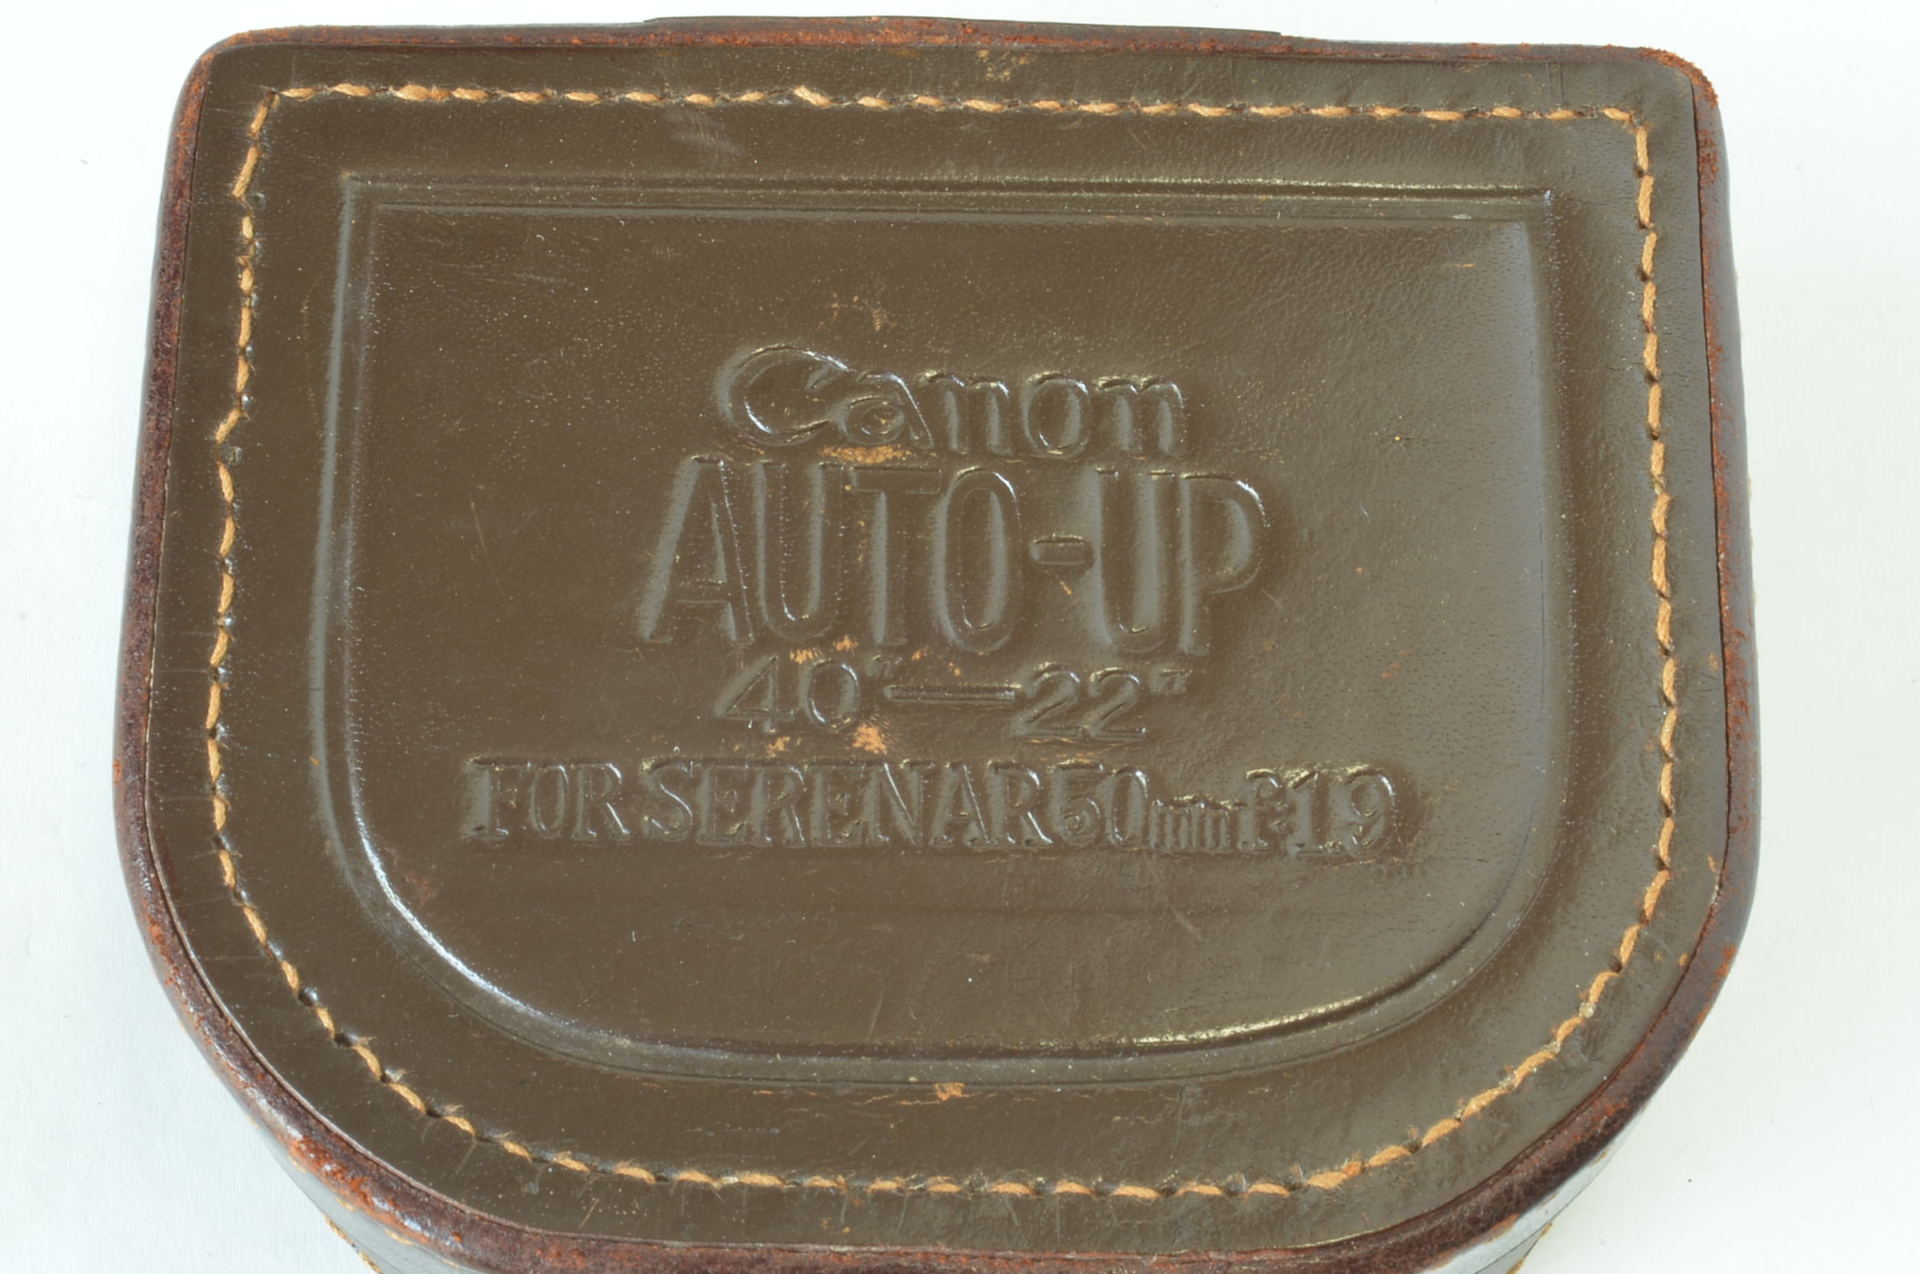 Canon
AUTO-UP
40"—22"
FOR SERENAR 50mm f:1.9